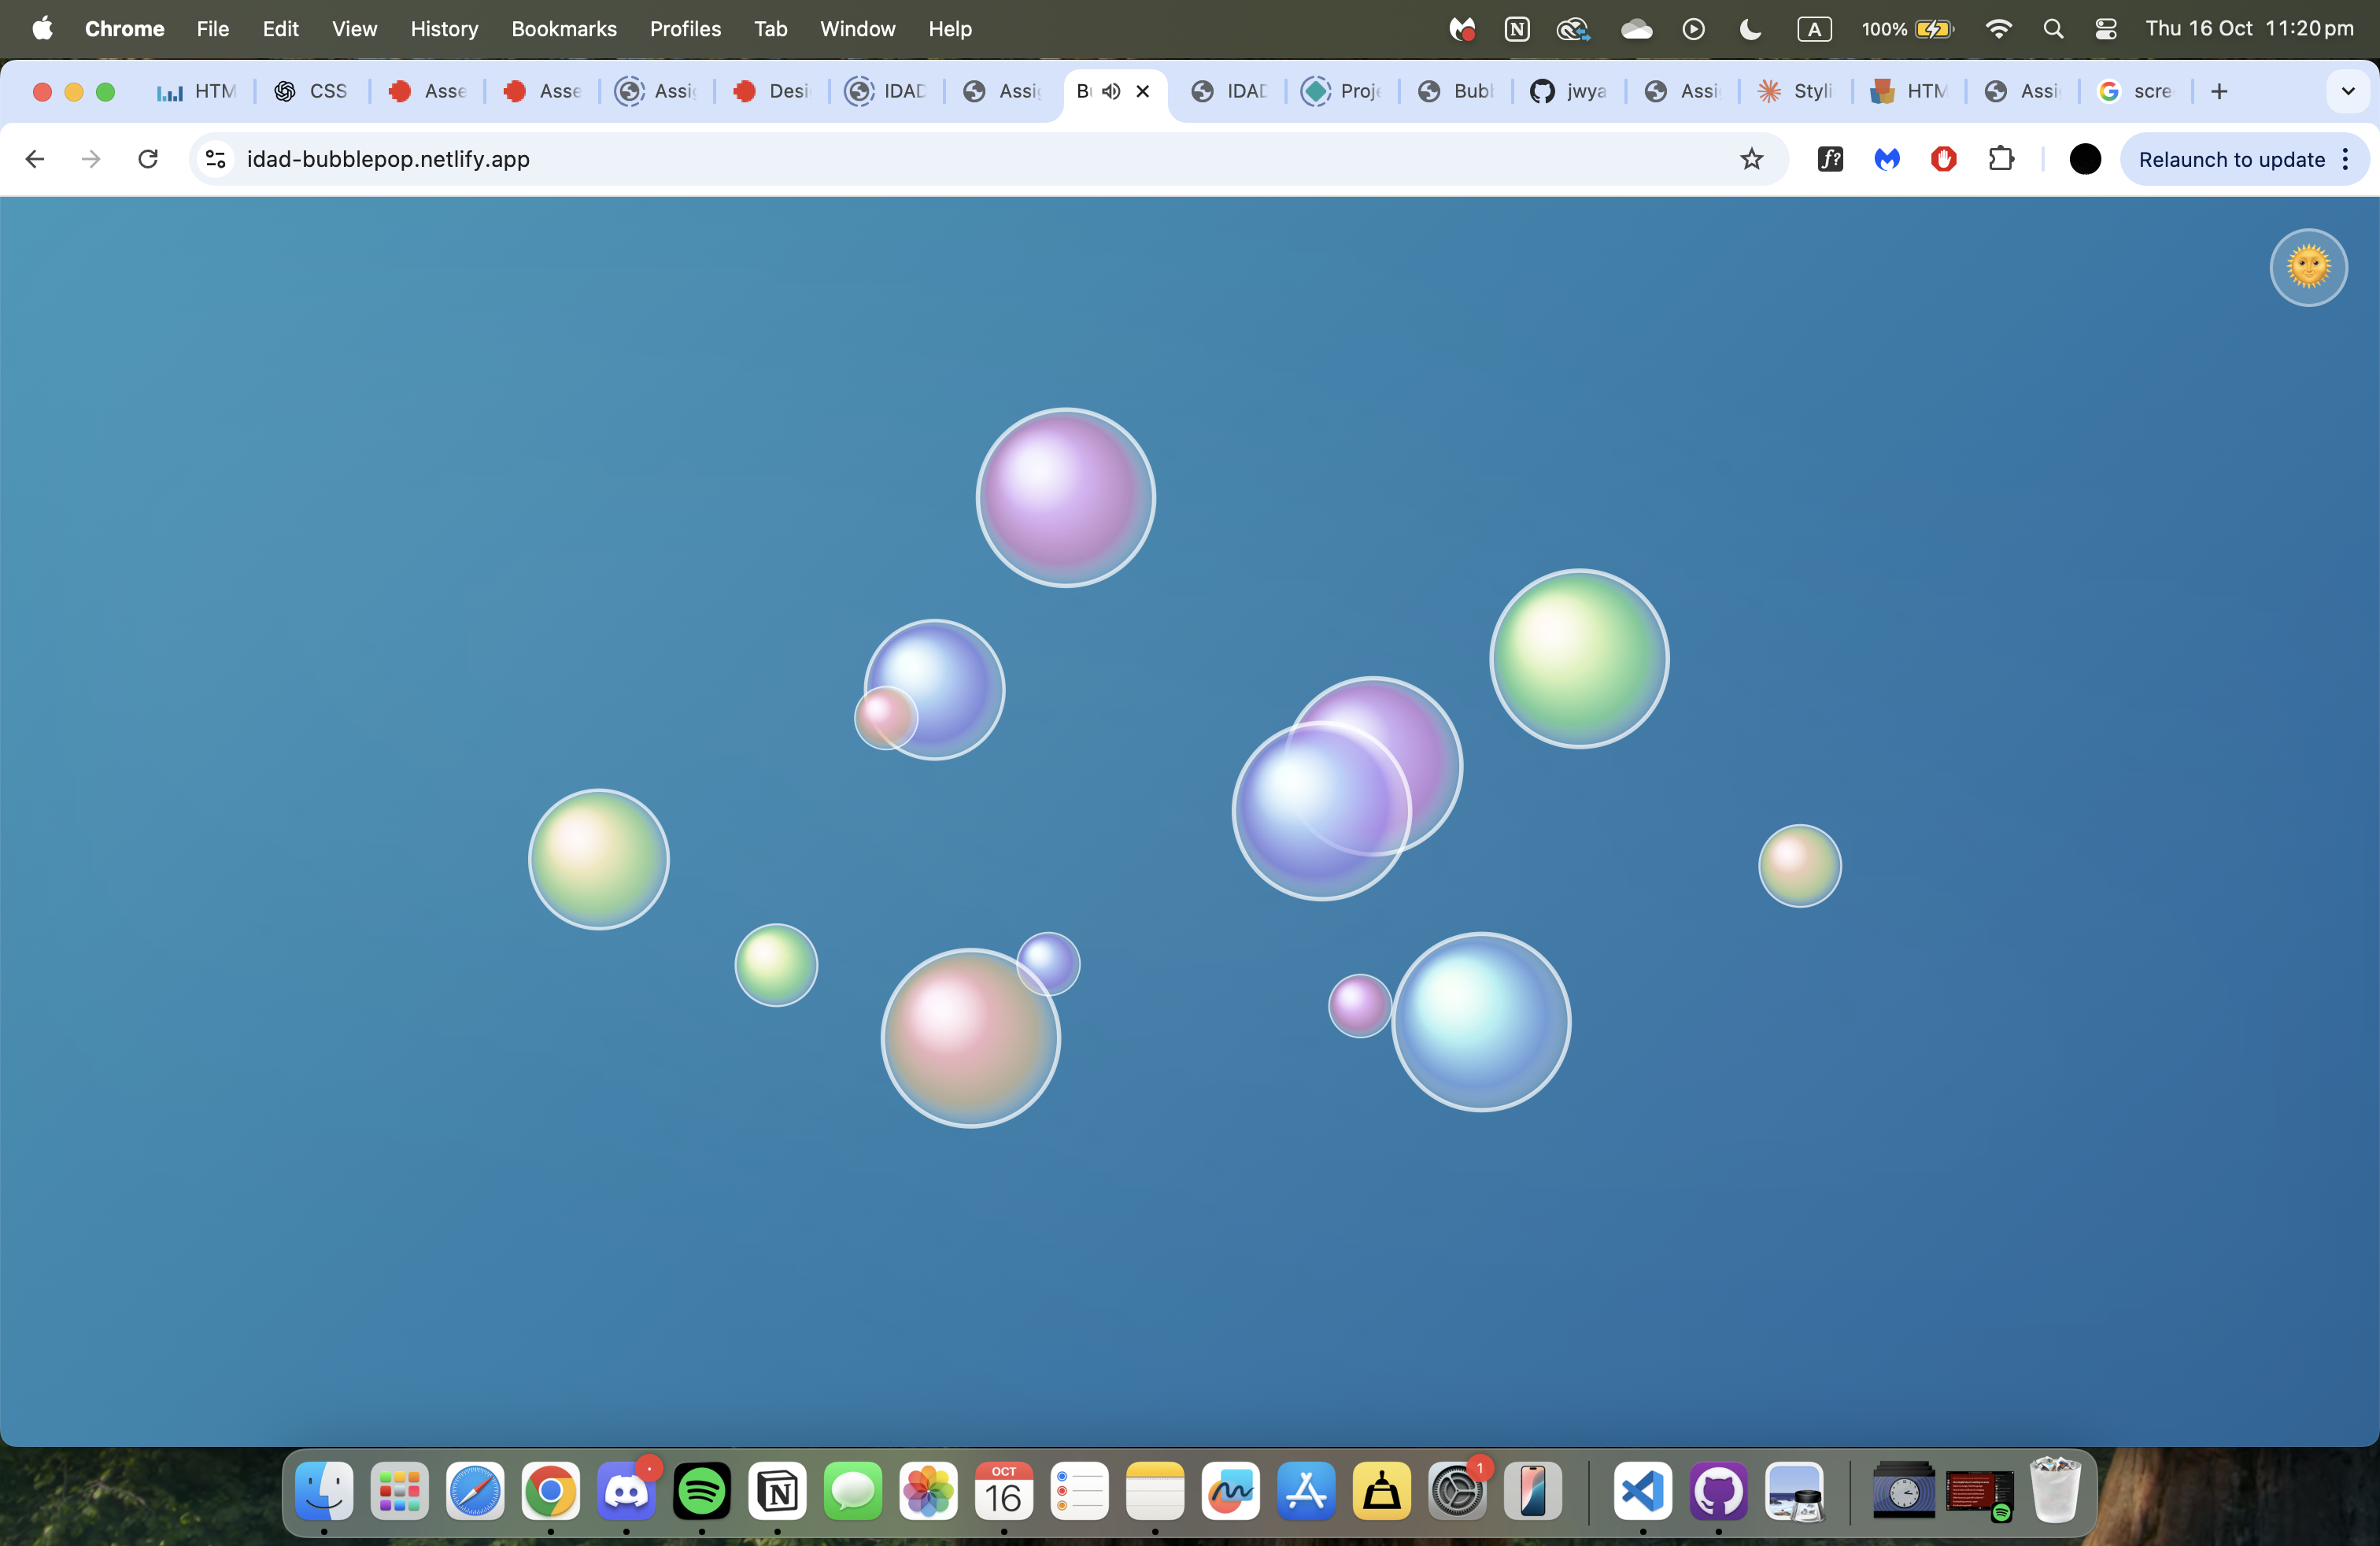 Chrome File Edit View History Bookmarks Profiles Tab Window Help A 100% Thu 16 Oct 11:20 pm
HTM CSS Asse Asse Assi Desi IDAD Assi B IDAD Proje Bubb jwya Assi Styli HTM Assi scre
idad-bubblepop.netlify.app f? Relaunch to update
OCT
16 1